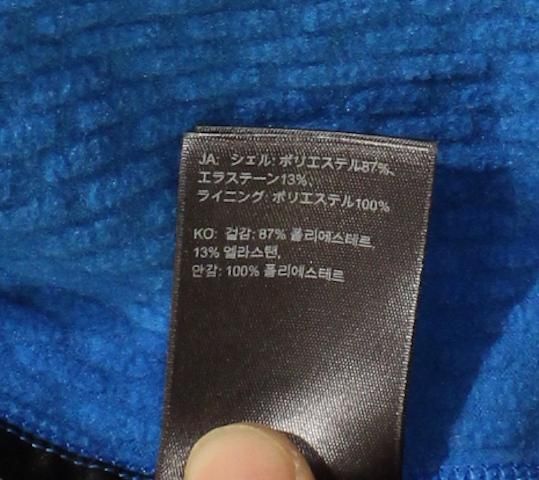 JA: シェル: ポリエステル87%、
エラステーン13%、
ライニング: ポリエステル100%
KO: 겉감: 87% 폴리에스테르
13% 엘라스탠,
안감: 100% 폴리에스테르